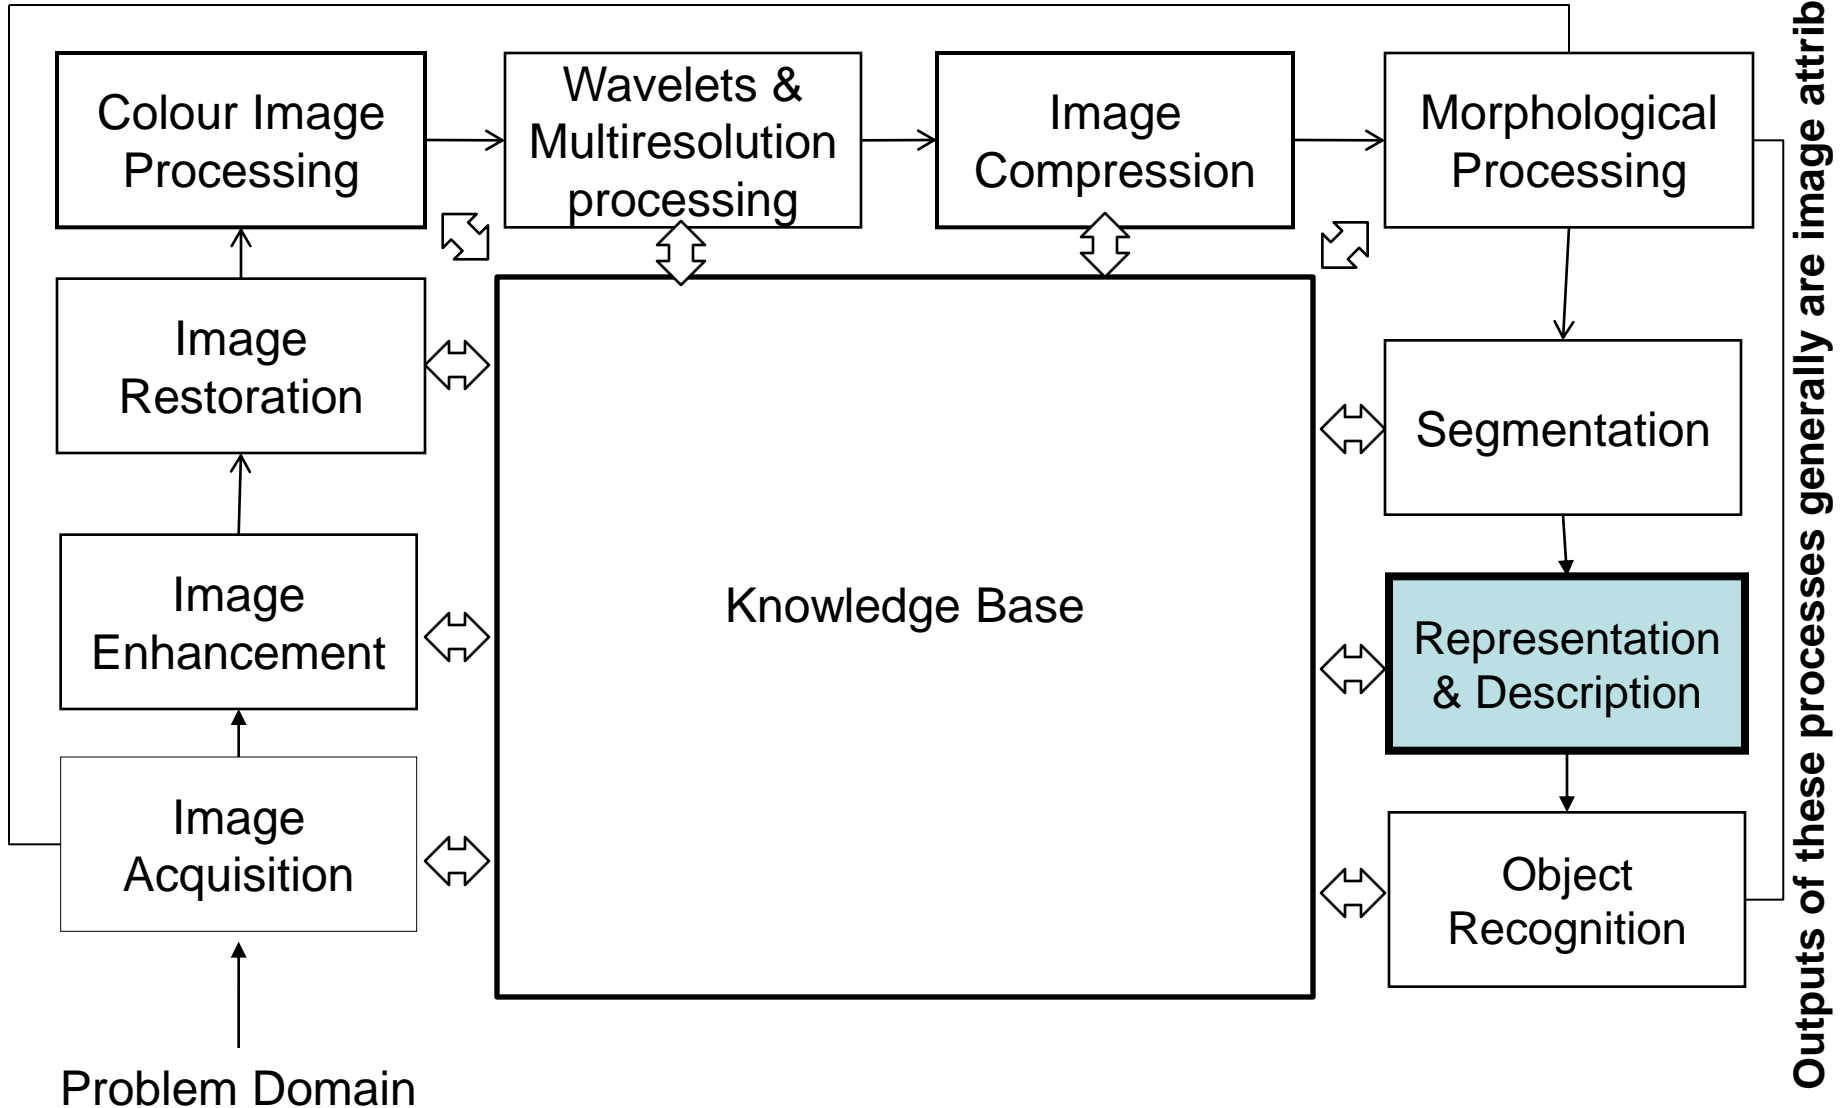 Colour Image
Processing
Wavelets &
Multiresolution
processing
Image
Compression
Morphological
Processing
Image
Restoration
Segmentation
Image
Enhancement
Knowledge Base
Representation
& Description
Image
Acquisition
Object
Recognition
Problem Domain
Outputs of these processes generally are image attrib